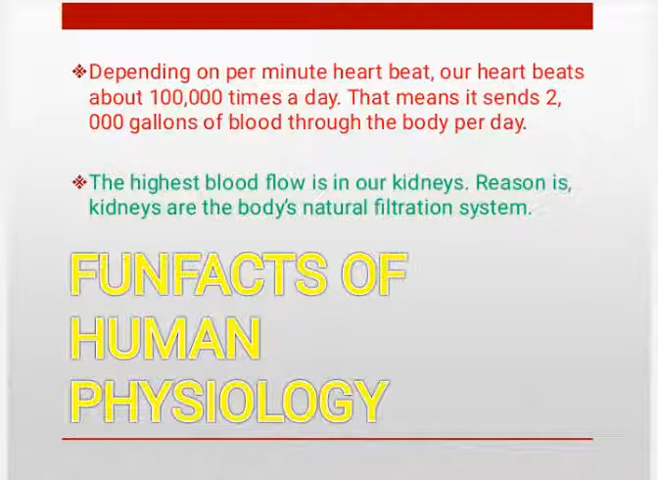 ❖Depending on per minute heart beat, our heart beats
about 100,000 times a day. That means it sends 2,
000 gallons of blood through the body per day.
❖The highest blood flow is in our kidneys. Reason is,
kidneys are the body's natural filtration system.
FUNFACTS OF
HUMAN
PHYSIOLOGY